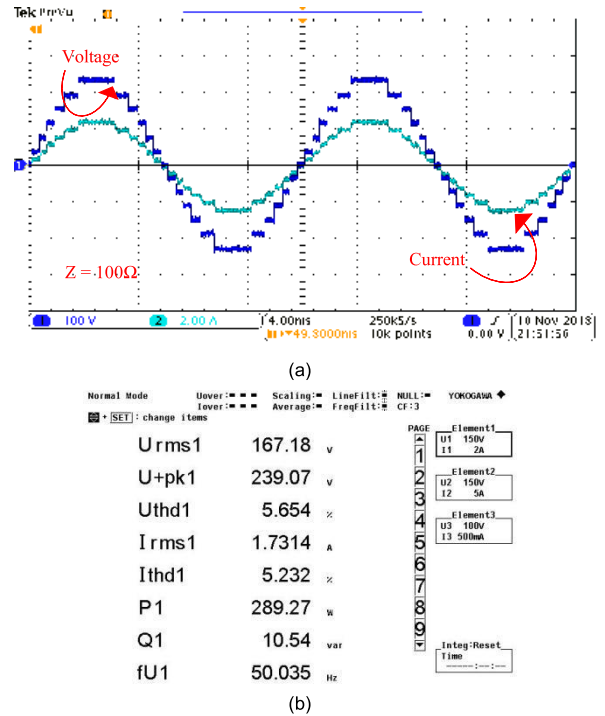 Tek PreVu
Voltage
1
Z = 100Ω
Current
1 100 V 2 2.00 A 4.00ms 250kS/s 1 10 Nov 2018
49.8000ms 10k points 0.00 V 21:51:56
(a)
Normal Mode Uover: Scaling: LineFilt: NULL: YOKOGAWA
Iover: Average: FreqFilt: CF:3
+ SET : change items
PAGE
1
2
3
4
5
6
7
8
9
Urms1 167.18 V
U+pk1 239.07 V
Uthd1 5.654 %
Irms1 1.7314 A
Ithd1 5.232 %
P1 289.27 W
Q1 10.54 var
fU1 50.035 Hz
Element1
U1 150V
I1 2A
Element2
U2 150V
I2 5A
Element3
U3 100V
I3 500mA
Integ:Reset
Time
-----:--:--
(b)